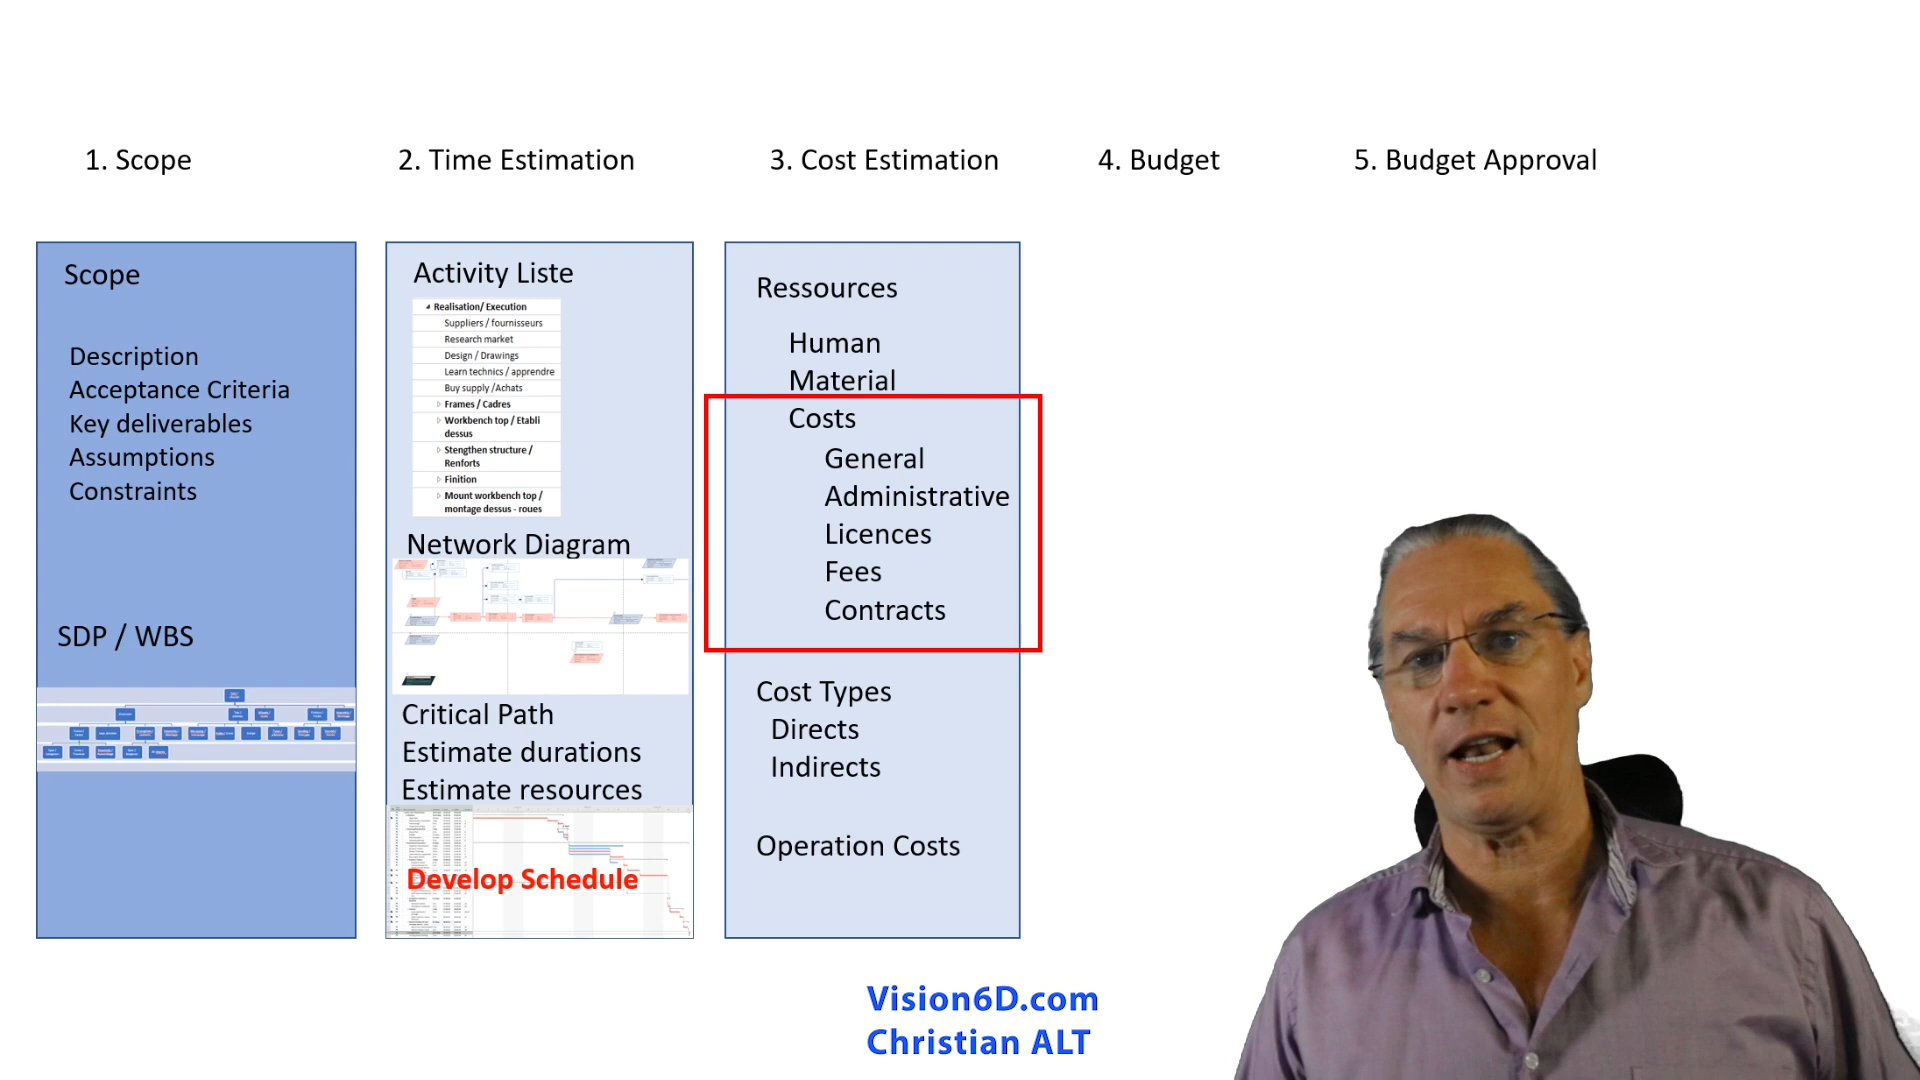 1. Scope
2. Time Estimation
3. Cost Estimation
4. Budget
5. Budget Approval
Scope
Description
Acceptance Criteria
Key deliverables
Assumptions
Constraints
SDP / WBS
Activity Liste
Realisation/ Execution
Suppliers / fournisseurs
Research market
Design / Drawings
Learn technics / apprendre
Buy supply /Achats
Frames / Cadres
Workbench top / Etabli
dessus
Stengthen structure /
Renforts
Finition
Mount workbench top /
montage dessus - roues
Network Diagram
Critical Path
Estimate durations
Estimate resources
Develop Schedule
Ressources
Human
Material
Costs
General
Administrative
Licences
Fees
Contracts
Cost Types
Directs
Indirects
Operation Costs
Vision6D.com
Christian ALT